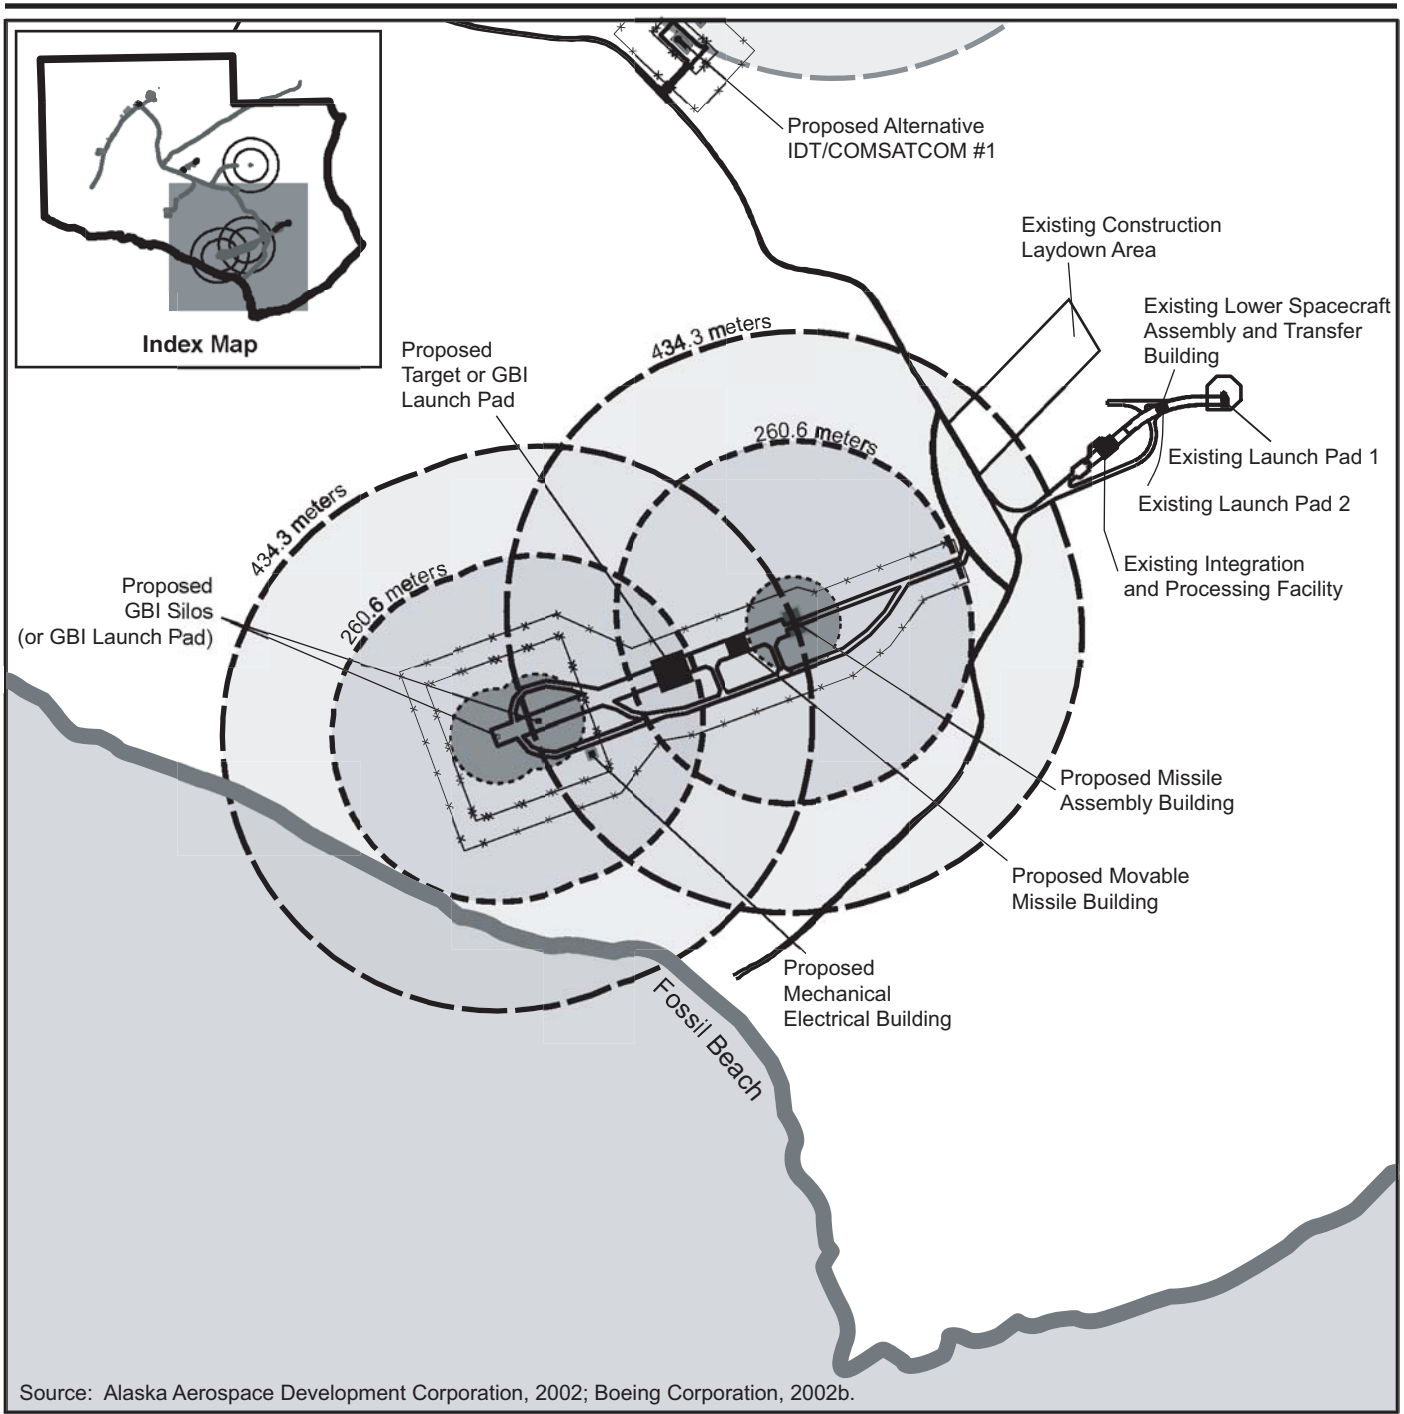 Index Map
Proposed Alternative
IDT/COMSATCOM #1
Existing Construction
Laydown Area
Existing Lower Spacecraft
Assembly and Transfer
Building
434.3 meters
Proposed
Target or GBI
Launch Pad
260.6 meters
Existing Launch Pad 1
Existing Launch Pad 2
434.3 meters
Existing Integration
and Processing Facility
260.6 meters
Proposed
GBI Silos
(or GBI Launch Pad)
Proposed Missile
Assembly Building
Proposed Movable
Missile Building
Proposed
Mechanical
Electrical Building
Fossil Beach
Source: Alaska Aerospace Development Corporation, 2002; Boeing Corporation, 2002b.